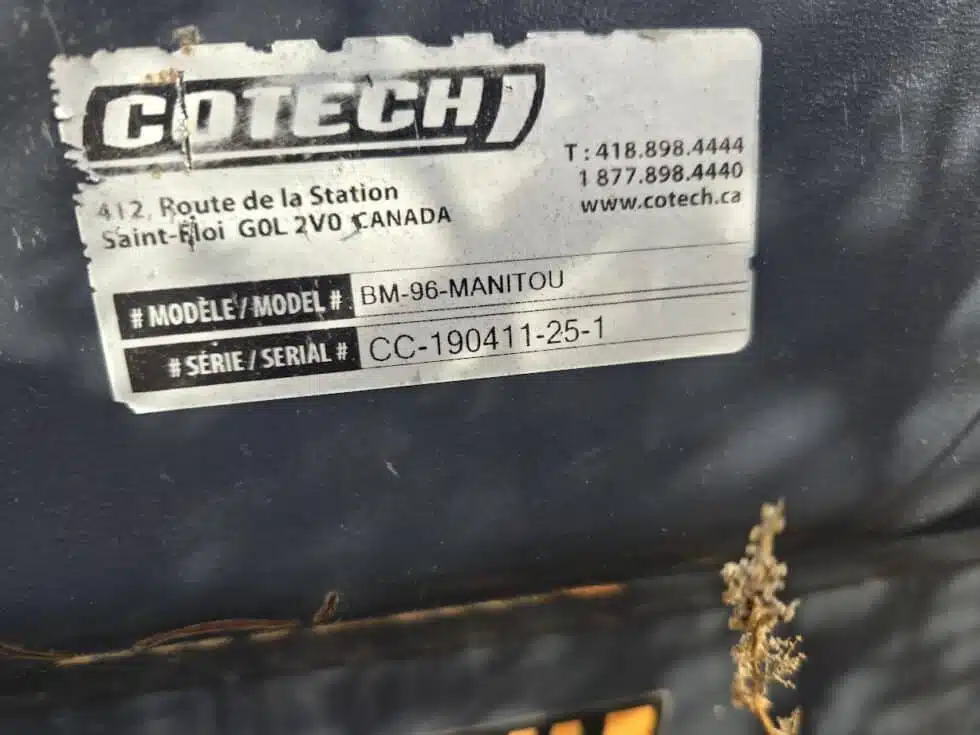 COTECH
412, Route de la Station
Saint-Éloi G0L 2V0 CANADA
T : 418.898.4444
1 877.898.4440
www.cotech.ca
# MODÈLE / MODEL # BM-96-MANITOU
# SÉRIE / SERIAL # CC-190411-25-1